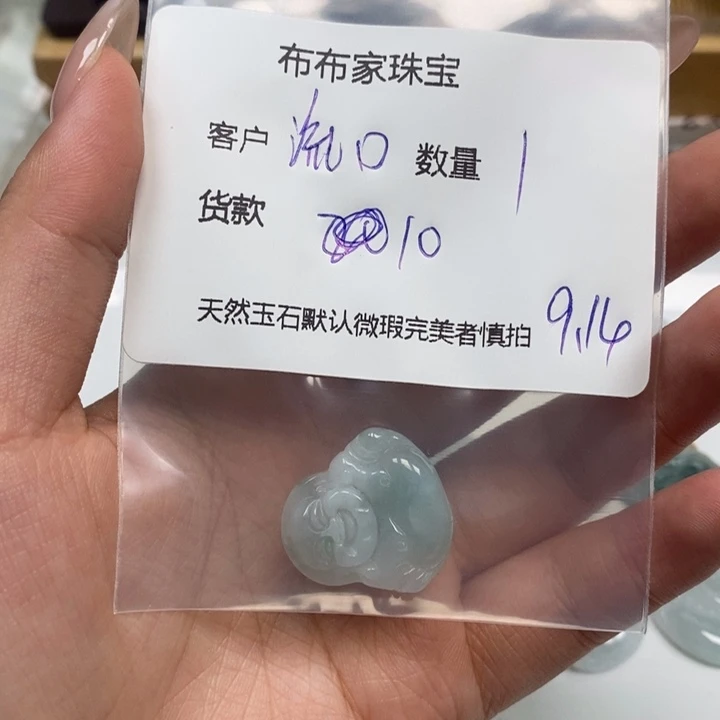 布布家珠宝
客户 流口 数量 1
货款 10
天然玉石默认微瑕完美者慎拍 9.14